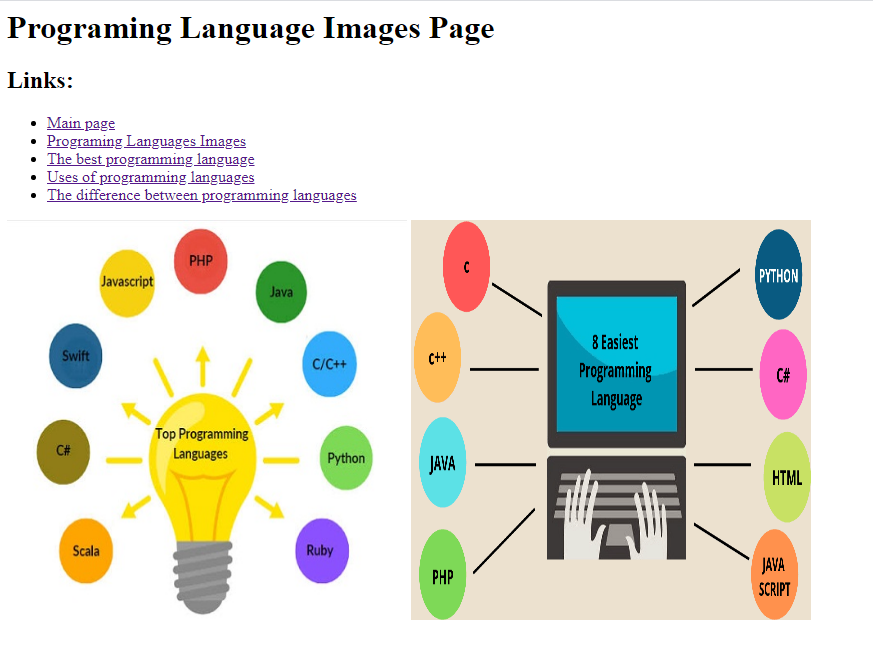 Programing Language Images Page
Links:
Main page
Programing Languages Images
The best programming language
Uses of programming languages
The difference between programming languages
PHP
Javascript
Java
Swift
C/C++
Top Programming
Languages
C#
Python
Scala
Ruby
C
PYTHON
8 Easiest
Programming
Language
C++
C#
JAVA
HTML
PHP
JAVA
SCRIPT